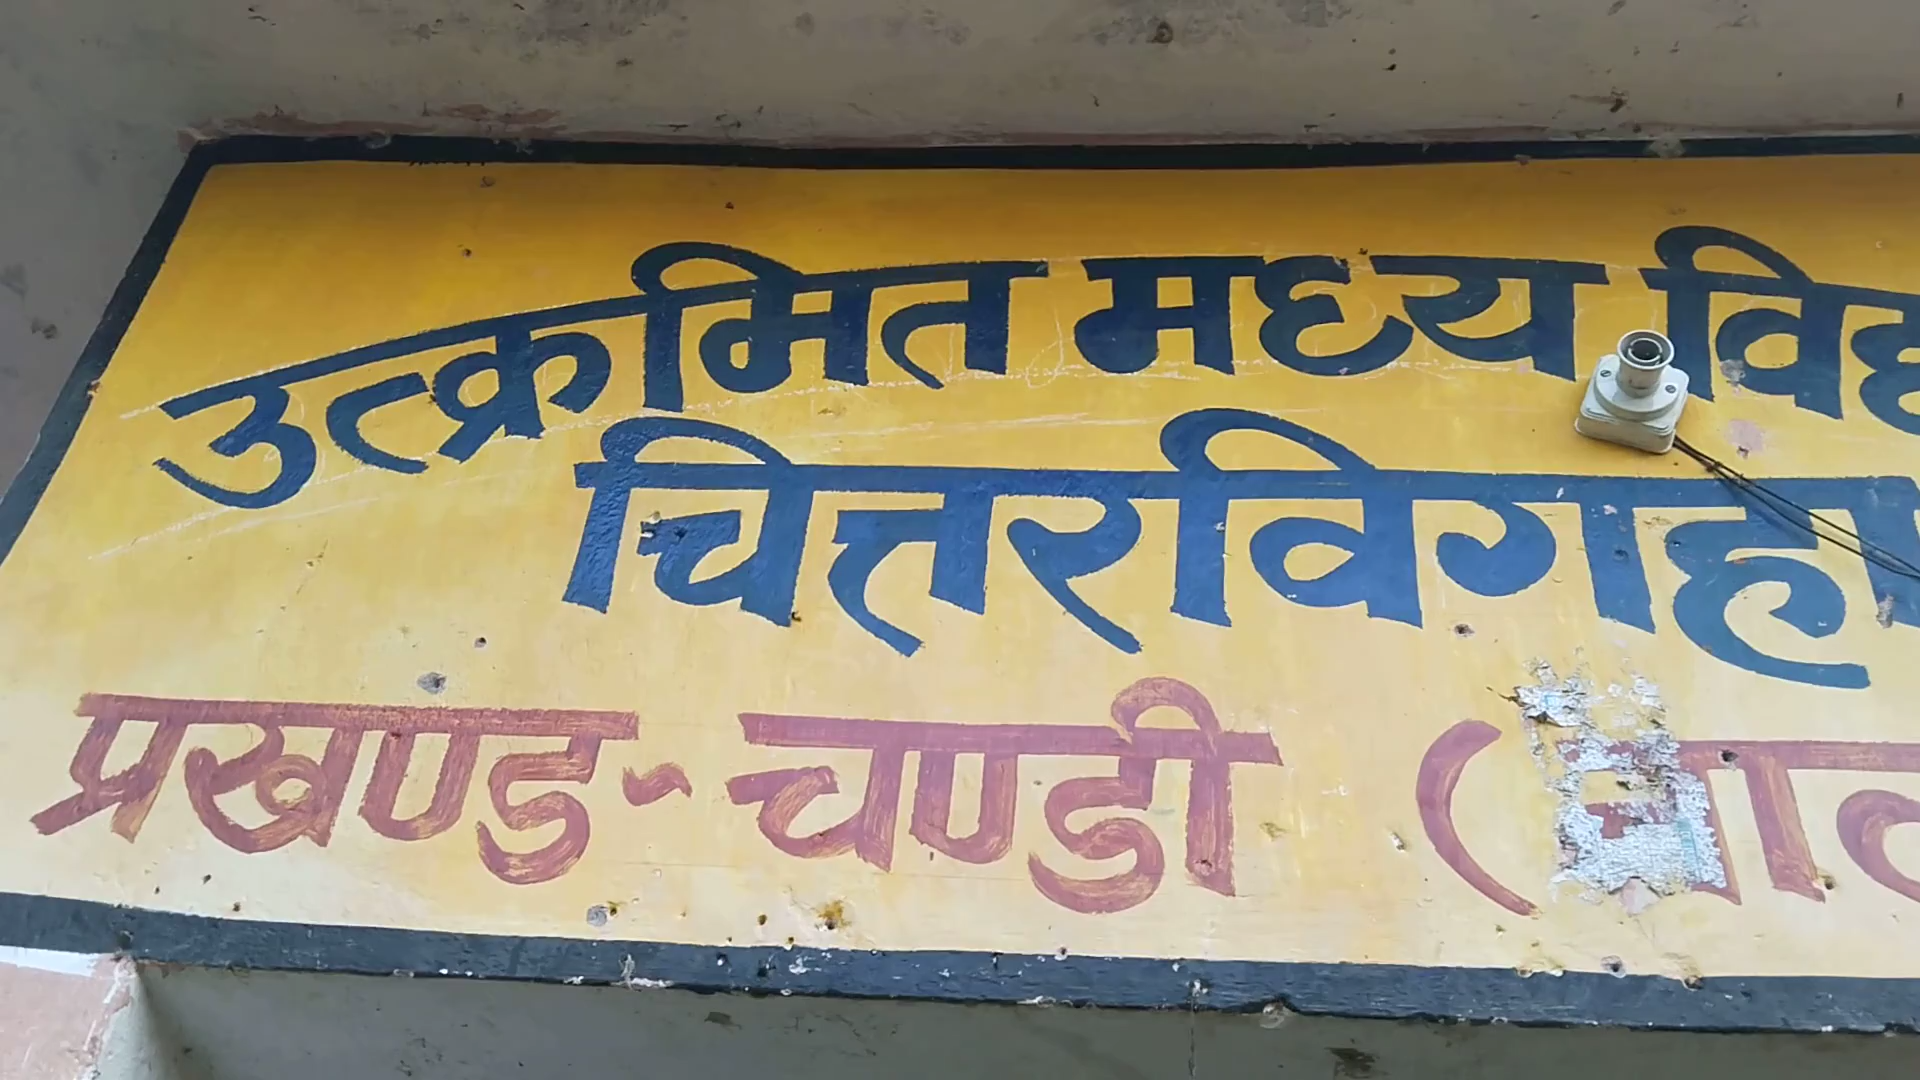 उत्क्रमित मध्य
चित्तरविगहा
प्रखण्ड - चण्डी